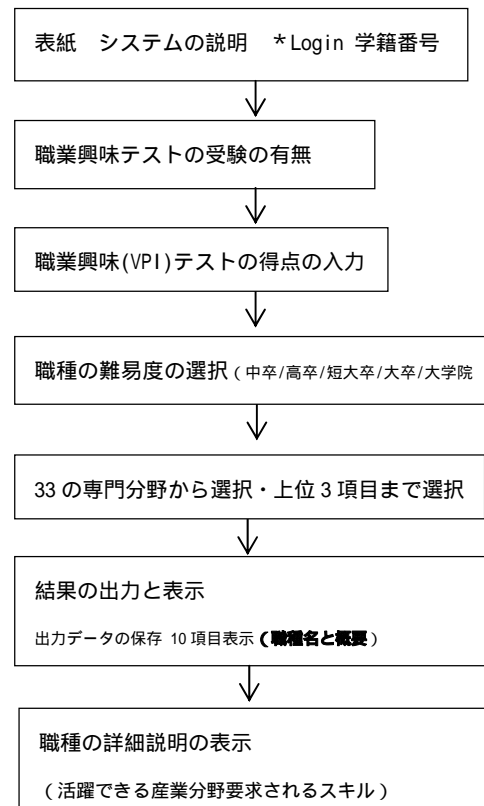 表紙　システムの説明　*Login 学籍番号
職業興味テストの受験の有無
職業興味(VPI)テストの得点の入力
職種の難易度の選択（中卒/高卒/短大卒/大卒/大学院
33 の専門分野から選択・上位 3 項目まで選択
結果の出力と表示
出力データの保存 10 項目表示（職種名と概要）
職種の詳細説明の表示
（活躍できる産業分野要求されるスキル）